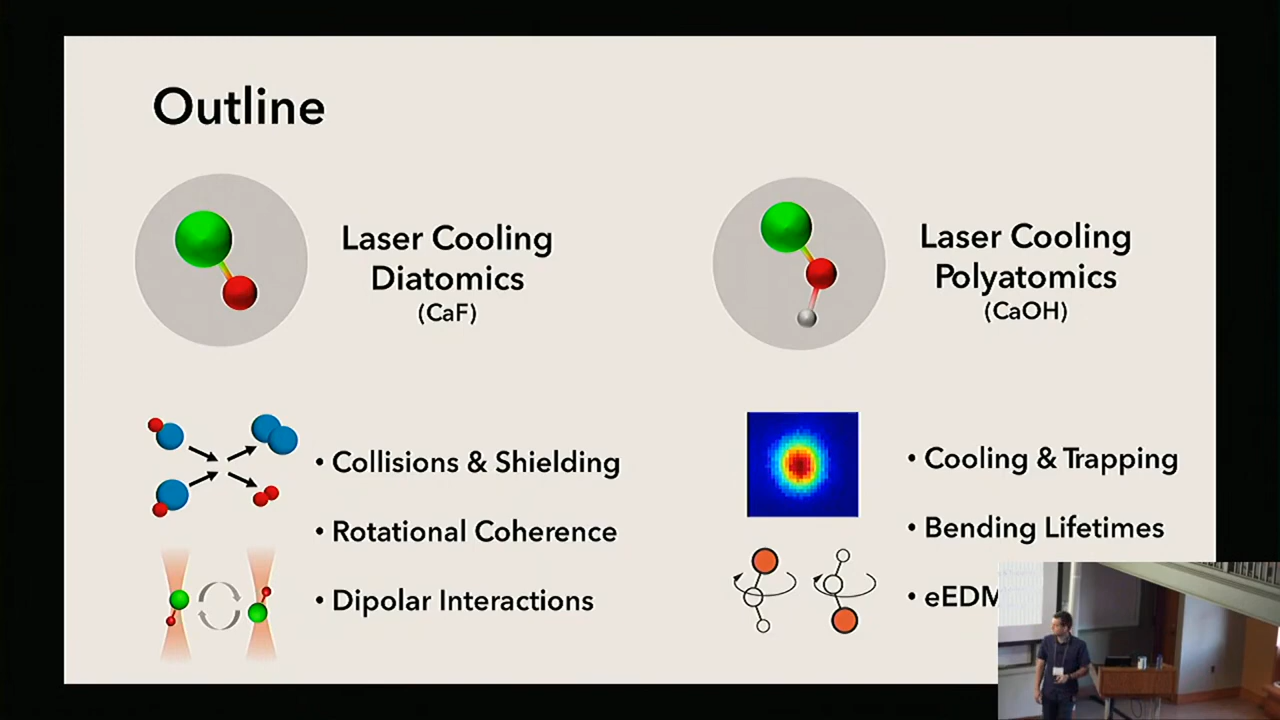 Outline
Laser Cooling
Diatomics
(CaF)
• Collisions & Shielding
• Rotational Coherence
• Dipolar Interactions
Laser Cooling
Polyatomics
(CaOH)
• Cooling & Trapping
• Bending Lifetimes
• eEDM